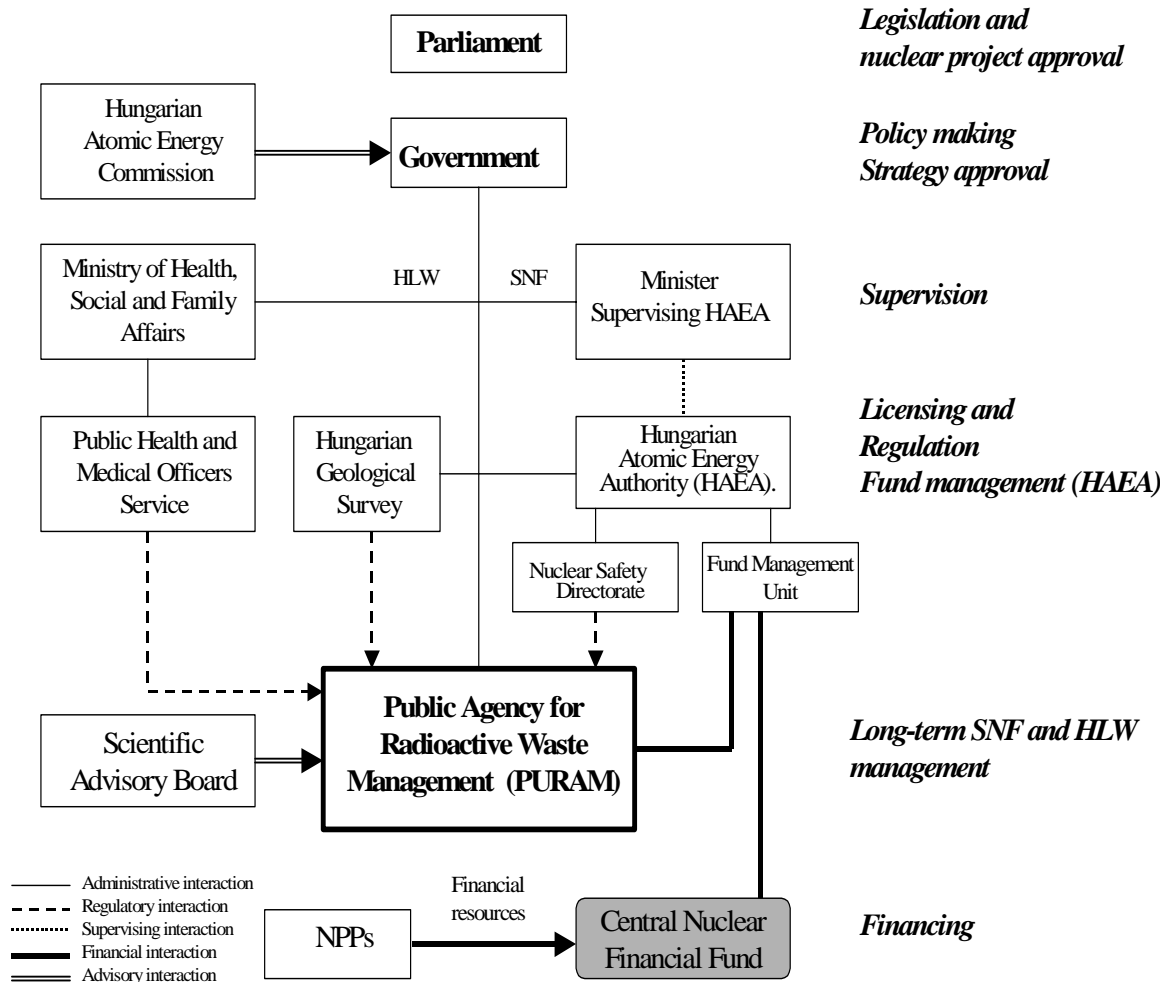 Parliament
Legislation and
nuclear project approval
Hungarian
Atomic Energy
Commission
Government
Policy making
Strategy approval
Ministry of Health,
Social and Family
Affairs
HLW
SNF
Minister
Supervising HAEA
Supervision
Public Health and
Medical Officers
Service
Hungarian
Geological
Survey
Hungarian
Atomic Energy
Authority (HAEA).
Licensing and
Regulation
Fund management (HAEA)
Nuclear Safety
Directorate
Fund Management
Unit
Scientific
Advisory Board
Public Agency for
Radioactive Waste
Management (PURAM)
Long-term SNF and HLW
management
Administrative interaction
Regulatory interaction
Supervising interaction
Financial interaction
Advisory interaction
NPPs
Financial
resources
Central Nuclear
Financial Fund
Financing